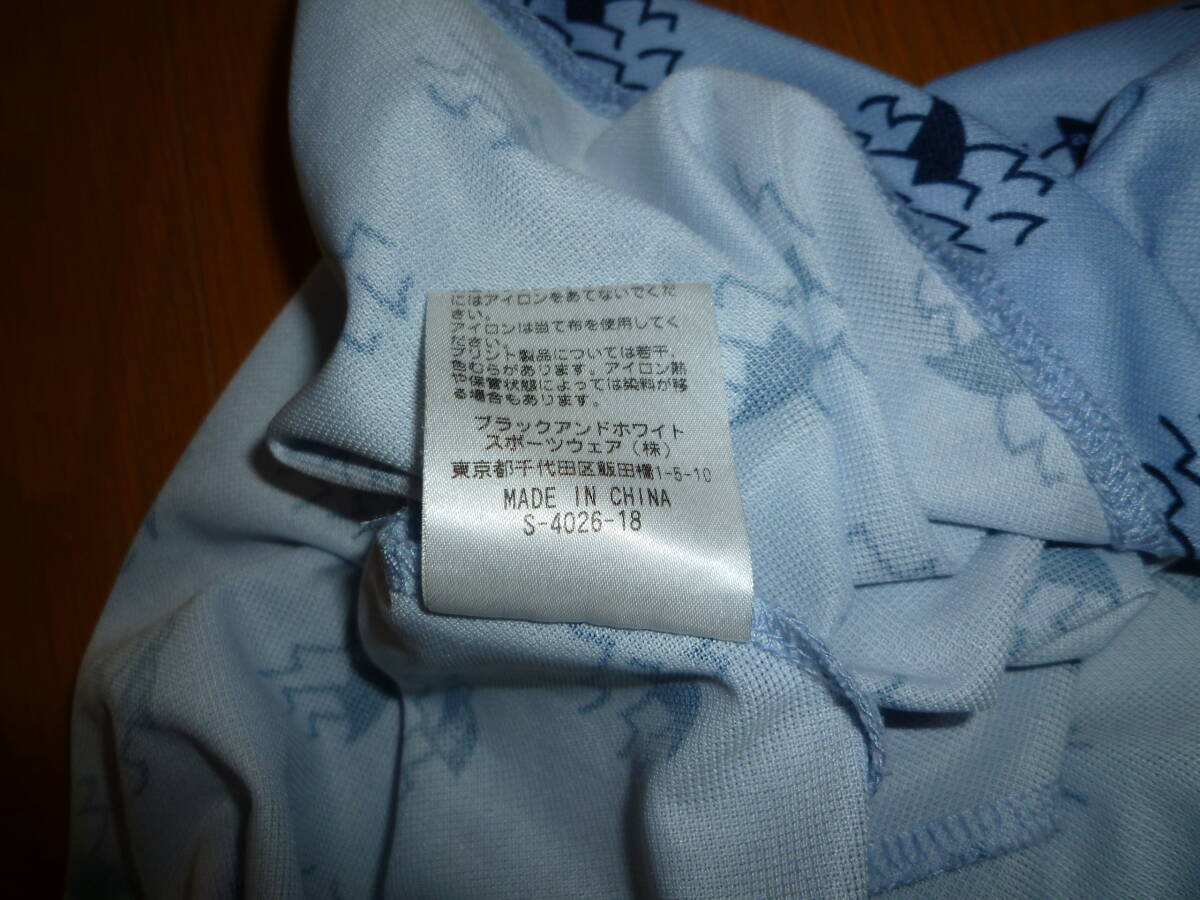 にはアイロンをあてないでくだ
さい。
アイロンは当て布を使用してく
ださい。
プリント製品については若干、
色むらがあります。アイロン熱
や保管状態によっては染料が移
る場合もあります。
ブラックアンドホワイト
スポーツウェア(株)
東京都千代田区飯田橋1-5-10
MADE IN CHINA
S-4026-18